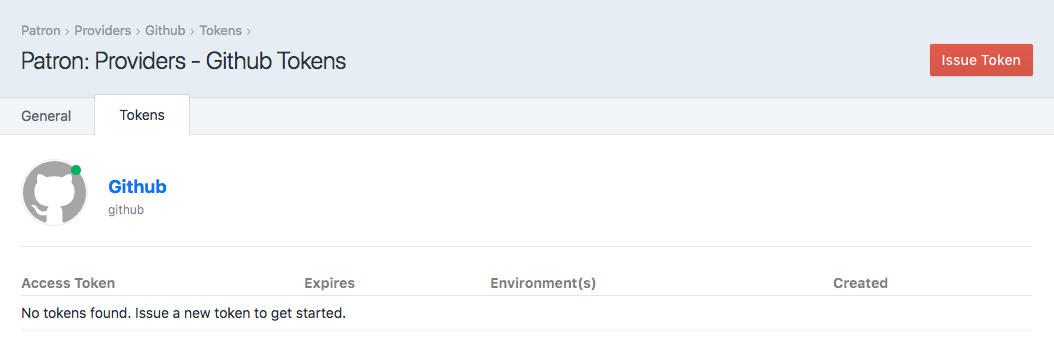 Patron › Providers › Github › Tokens ›
Patron: Providers - Github Tokens
Issue Token
General Tokens
Github
github
Access Token Expires Environment(s) Created
No tokens found. Issue a new token to get started.